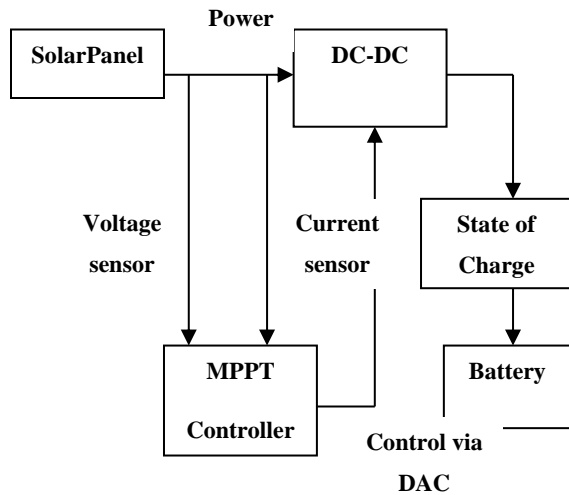 Power
SolarPanel
DC-DC
Voltage
sensor
Current
sensor
State of
Charge
MPPT
Controller
Battery
Control via
DAC